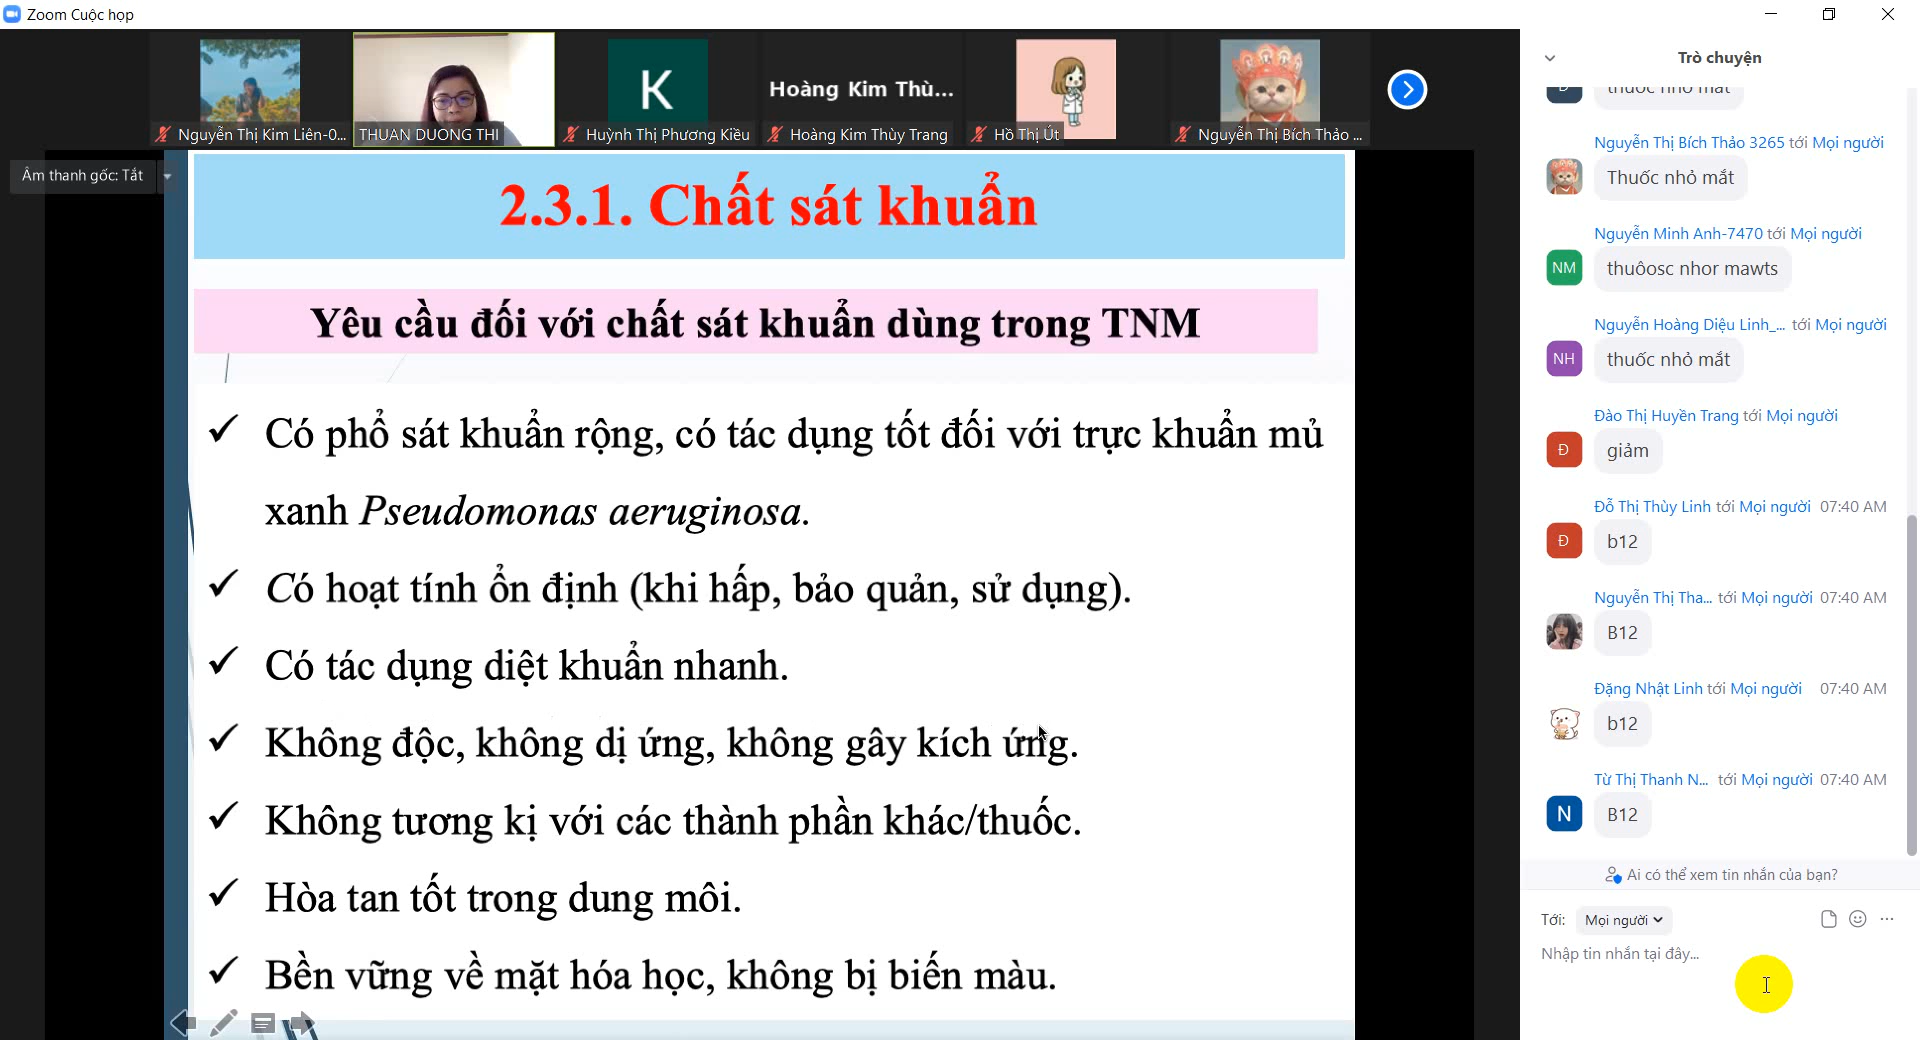 Zoom Cuộc họp
Nguyễn Thị Kim Liên-0...
THUAN DUONG THI
K
Huỳnh Thị Phương Kiều
Hoàng Kim Thù...
Hoàng Kim Thùy Trang
Hồ Thị Út
Nguyễn Thị Bích Thảo ...
Âm thanh gốc: Tắt
2.3.1. Chất sát khuẩn
Yêu cầu đối với chất sát khuẩn dùng trong TNM
✓ Có phổ sát khuẩn rộng, có tác dụng tốt đối với trực khuẩn mủ
xanh Pseudomonas aeruginosa.
✓ Có hoạt tính ổn định (khi hấp, bảo quản, sử dụng).
✓ Có tác dụng diệt khuẩn nhanh.
✓ Không độc, không dị ứng, không gây kích ứng.
✓ Không tương kị với các thành phần khác/thuốc.
✓ Hòa tan tốt trong dung môi.
✓ Bền vững về mặt hóa học, không bị biến màu.
Trò chuyện
thuốc nhỏ mắt
Nguyễn Thị Bích Thảo 3265 tới Mọi người
Thuốc nhỏ mắt
Nguyễn Minh Anh-7470 tới Mọi người
NM
thuôosc nhor mawts
Nguyễn Hoàng Diệu Linh_... tới Mọi người
NH
thuốc nhỏ mắt
Đào Thị Huyền Trang tới Mọi người
Đ
giảm
Đỗ Thị Thùy Linh tới Mọi người 07:40 AM
Đ
b12
Nguyễn Thị Tha... tới Mọi người 07:40 AM
B12
Đặng Nhật Linh tới Mọi người 07:40 AM
b12
Từ Thị Thanh N... tới Mọi người 07:40 AM
N
B12
Ai có thể xem tin nhắn của bạn?
Tới: Mọi người
Nhập tin nhắn tại đây...